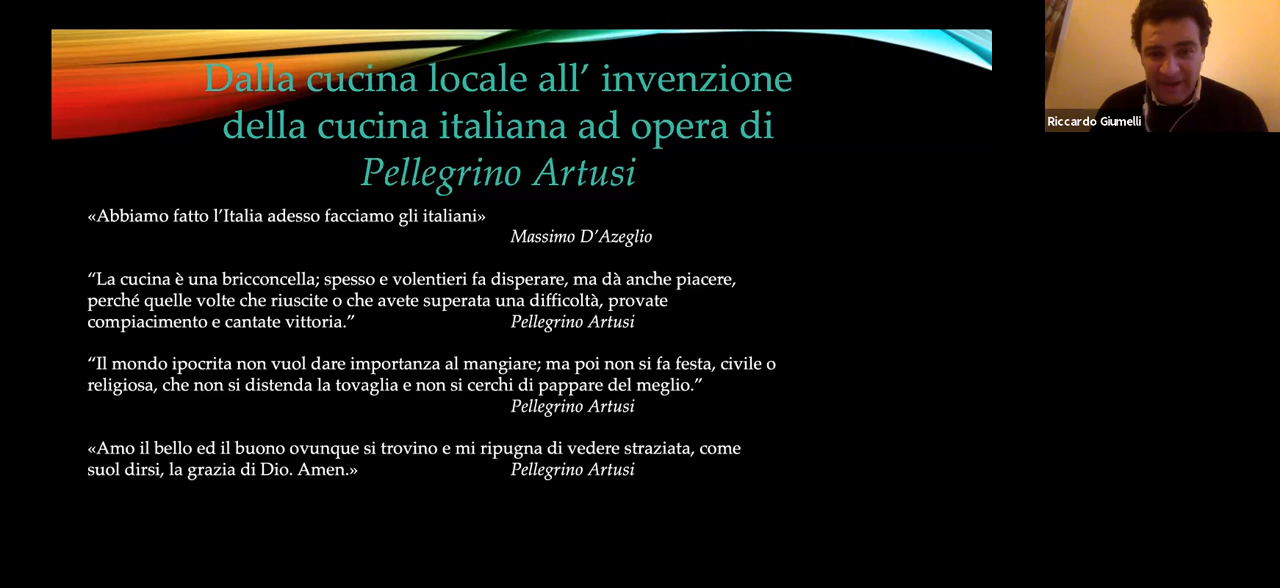 Dalla cucina locale all’ invenzione
della cucina italiana ad opera di
Pellegrino Artusi
«Abbiamo fatto l’Italia adesso facciamo gli italiani»
Massimo D’Azeglio
“La cucina è una bricconcella; spesso e volentieri fa disperare, ma dà anche piacere,
perché quelle volte che riuscite o che avete superata una difficoltà, provate
compiacimento e cantate vittoria.” Pellegrino Artusi
“Il mondo ipocrita non vuol dare importanza al mangiare; ma poi non si fa festa, civile o
religiosa, che non si distenda la tovaglia e non si cerchi di pappare del meglio.”
Pellegrino Artusi
«Amo il bello ed il buono ovunque si trovino e mi ripugna di vedere straziata, come
suol dirsi, la grazia di Dio. Amen.» Pellegrino Artusi
Riccardo Giumelli